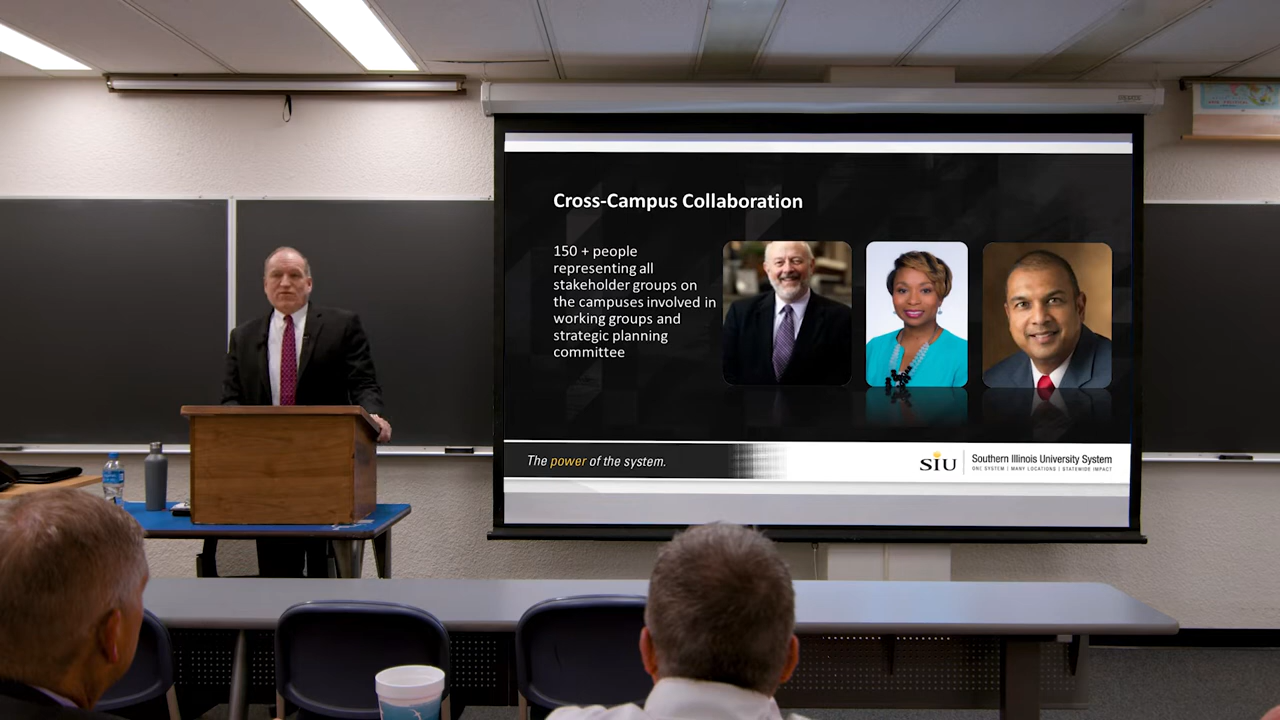 Cross-Campus Collaboration
150 + people
representing all
stakeholder groups on
the campuses involved in
working groups and
strategic planning
committee
The power of the system.
SIU
Southern Illinois University System
ONE SYSTEM | MANY LOCATIONS | STATEWIDE IMPACT